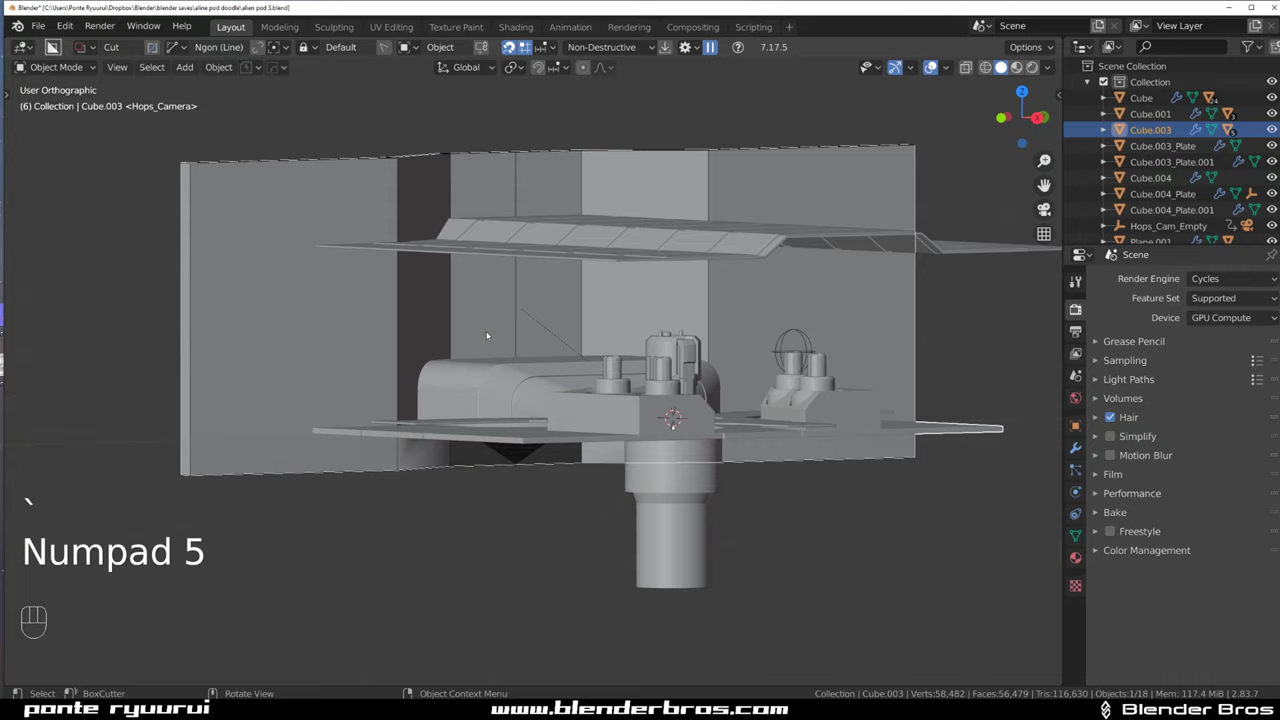 Blender* [C:\Users\Ponte Ryuurui\Dropbox\Blender\blender saves\aline pod doodle\alien pod 3.blend]
File Edit Render Window Help Layout Modeling Sculpting UV Editing Texture Paint Shading Animation Rendering Compositing Scripting + Scene View Layer
Cut Ngon (Line) Default Object Non-Destructive ? 7.17.5 Options
Object Mode View Select Add Object Global
User Orthographic
(6) Collection | Cube.003 <Hops_Camera>
Z
X
Scene Collection
Collection
Cube 24
Cube.001 3
Cube.003 5
Cube.003_Plate
Cube.003_Plate.001
Cube.004
Cube.004_Plate
Cube.004_Plate.001
Hops_Cam_Empty
Plane.001
Scene
Render Engine Cycles
Feature Set Supported
Device GPU Compute
Grease Pencil
Sampling
Light Paths
Volumes
Hair
Simplify
Motion Blur
Film
Performance
Bake
Freestyle
Color Management
`
Numpad 5
Select BoxCutter Rotate View Object Context Menu Collection | Cube.003 | Verts:58,482 | Faces:56,479 | Tris:116,630 | Objects:1/18 | Mem: 117.4 MiB | 2.83.7
ponte ryuurui www.blenderbros.com Blender Bros